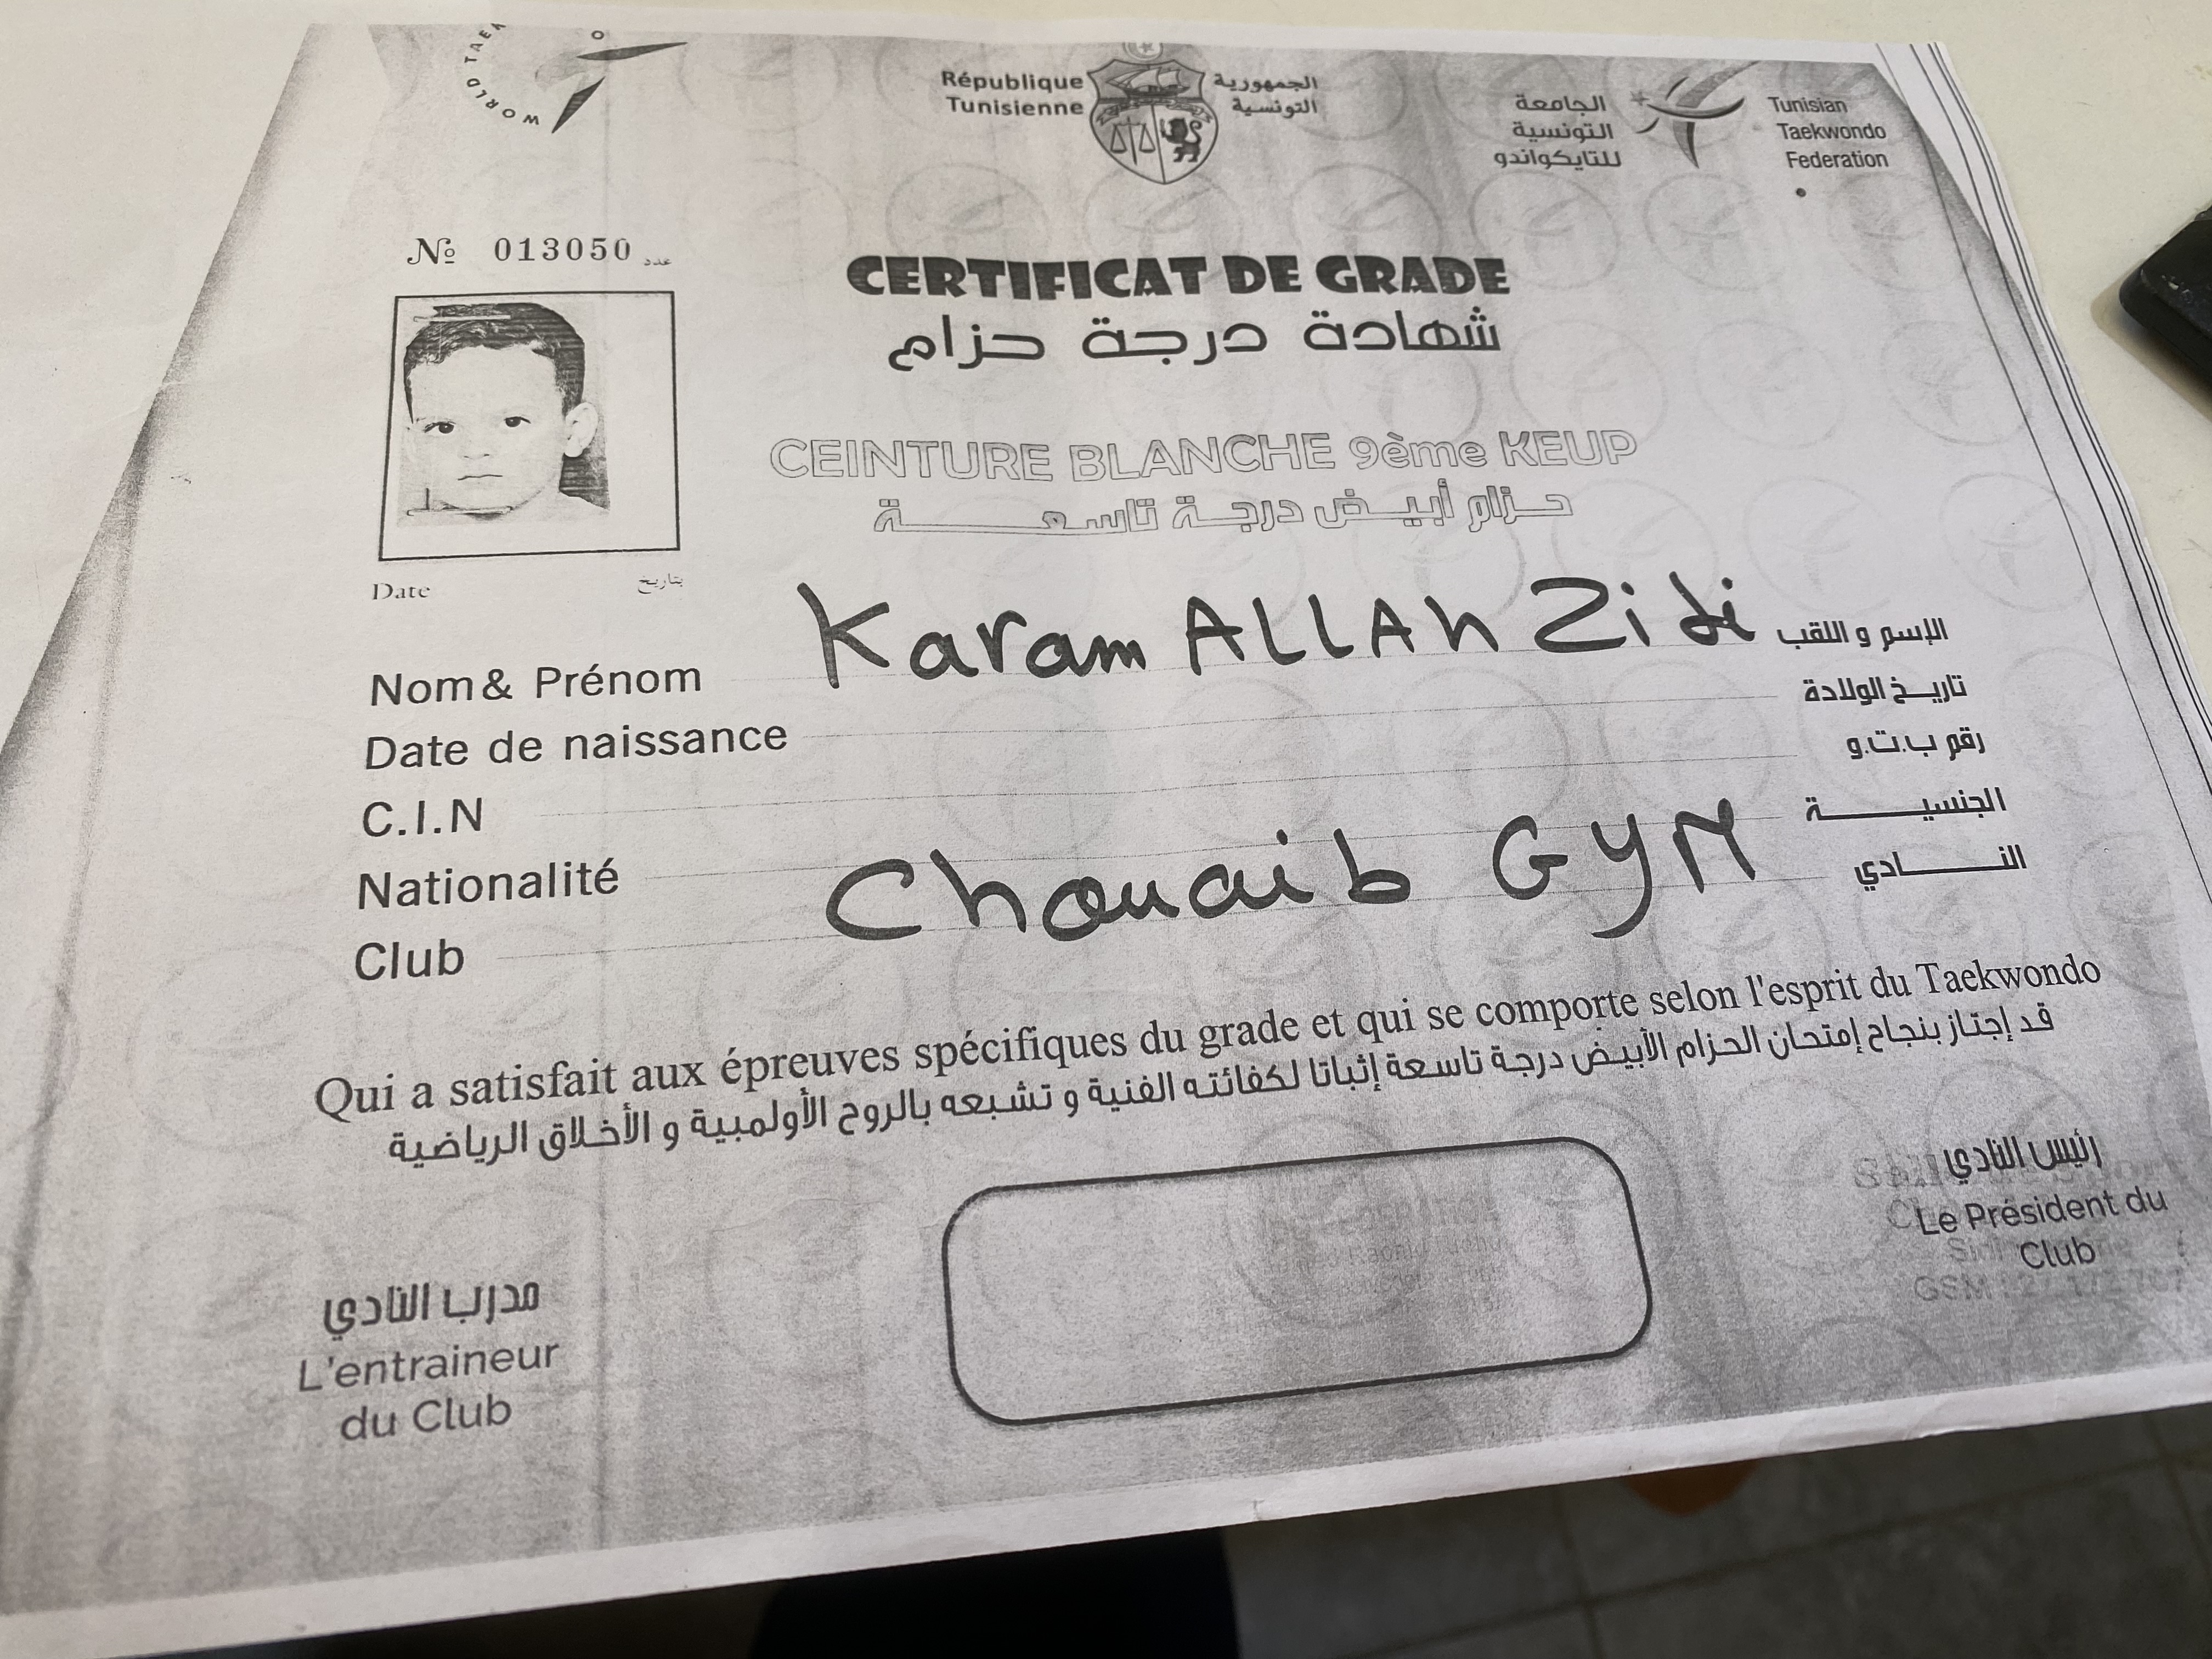 WORLD TAEK
O
République
Tunisienne
الجمهورية
التونسية
الجامعة
التونسية
للتايكواندو
Tunisian
Taekwondo
Federation
№ 013050 عدد
CERTIFICAT DE GRADE
شهادة درجة حزام
CEINTURE BLANCHE 9ème KEUP
حزام أبيض درجة تاسعة
Date بتاريخ
Nom & Prénom Karam ALLAh Zidi الإسم و اللقب
Date de naissance تاريخ الولادة
C.I.N رقم ب.ت.و
Nationalité الجنسية
Club Chouaib GYM النادي
Qui a satisfait aux épreuves spécifiques du grade et qui se comporte selon l'esprit du Taekwondo
قد إجتاز بنجاح إمتحان الحزام الأبيض درجة تاسعة إثباتا لكفائته الفنية و تشبعه بالروح الأولمبية و الأخلاق الرياضية
رئيس النادي
Le Président du
Club
GSM
مدرب النادي
L'entraineur
du Club